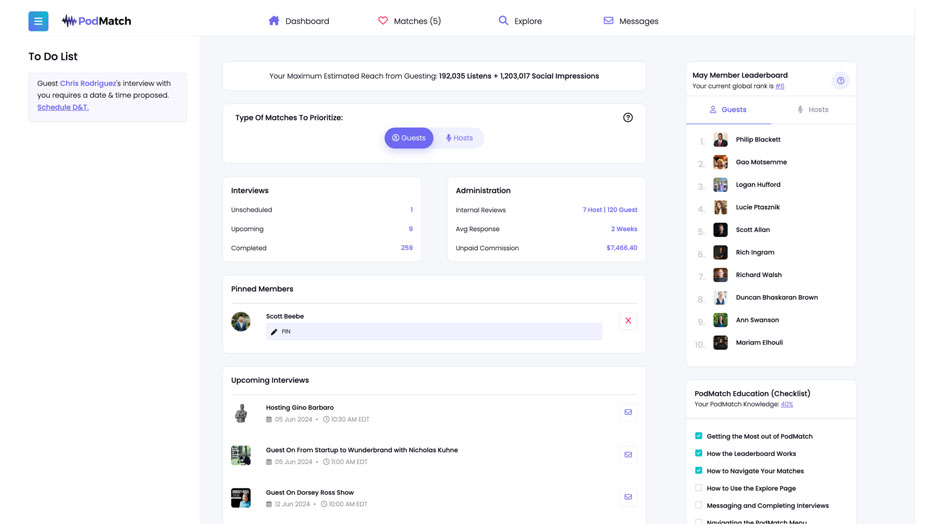 PodMatch
Dashboard
Matches (5)
Explore
Messages
To Do List
Guest Chris Rodriguez's interview with
you requires a date & time proposed.
Schedule D&T.
Your Maximum Estimated Reach from Guesting: 192,035 Listens + 1,203,017 Social Impressions
Type Of Matches To Prioritize:
?
Guests
Hosts
Interviews
Unscheduled 1
Upcoming 9
Completed 259
Administration
Internal Reviews 7 Host | 120 Guest
Avg Response 2 Weeks
Unpaid Commission $7,466.40
Pinned Members
Scott Beebe
PIN
Upcoming Interviews
Hosting Gino Barbaro
05 Jun 2024 • 10:30 AM EDT
Guest On From Startup to Wunderbrand with Nicholas Kuhne
05 Jun 2024 • 11:00 AM EDT
Guest On Dorsey Ross Show
12 Jun 2024 • 10:00 AM EDT
May Member Leaderboard
Your current global rank is #6
?
Guests
Hosts
1. Philip Blackett
2. Gao Motsemme
3. Logan Hufford
4. Lucie Ptasznik
5. Scott Allan
6. Rich Ingram
7. Richard Walsh
8. Duncan Bhaskaran Brown
9. Ann Swanson
10. Mariam Elhouli
PodMatch Education (Checklist)
Your PodMatch Knowledge: 40%
Getting the Most out of PodMatch
How the Leaderboard Works
How to Navigate Your Matches
How to Use the Explore Page
Messaging and Completing Interviews
Navigating the PodMatch Menu